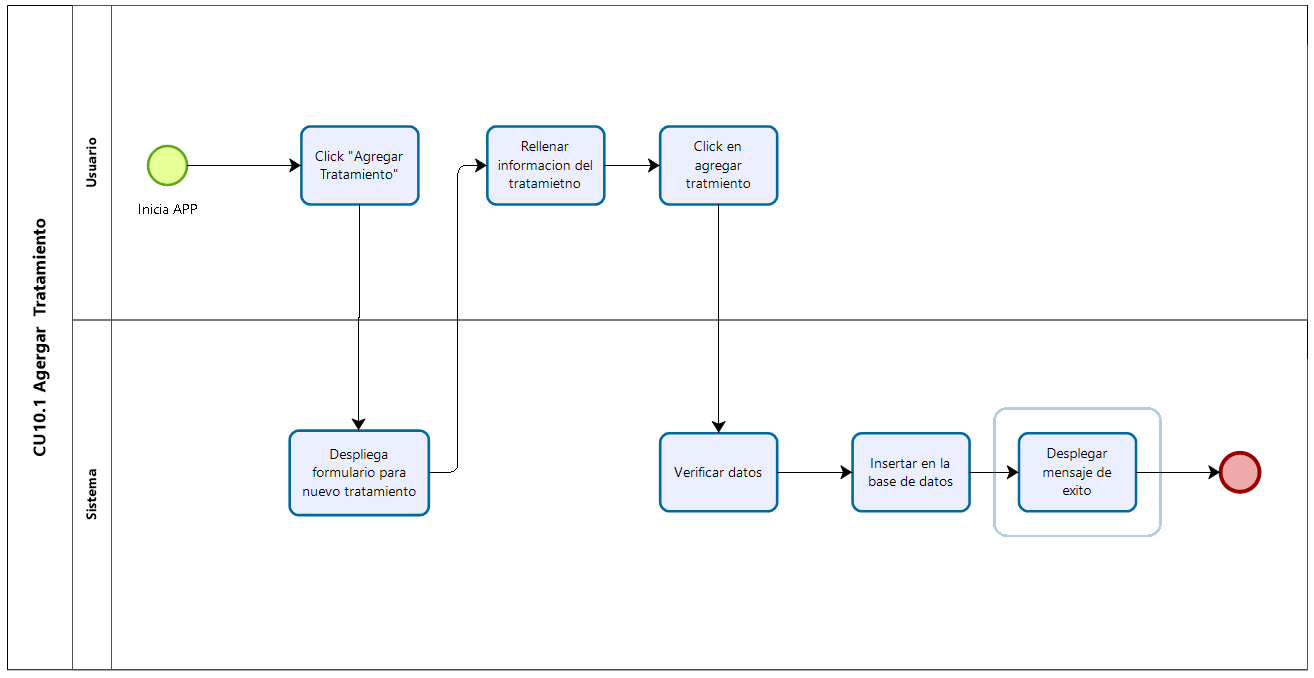 CU10.1 Agergar Tratamiento
Usuario
Inicia APP
Click "Agregar
Tratamiento"
Rellenar
informacion del
tratamietno
Click en
agregar
tratmiento
Sistema
Despliega
formulario para
nuevo tratamiento
Verificar datos
Insertar en la
base de datos
Desplegar
mensaje de
exito